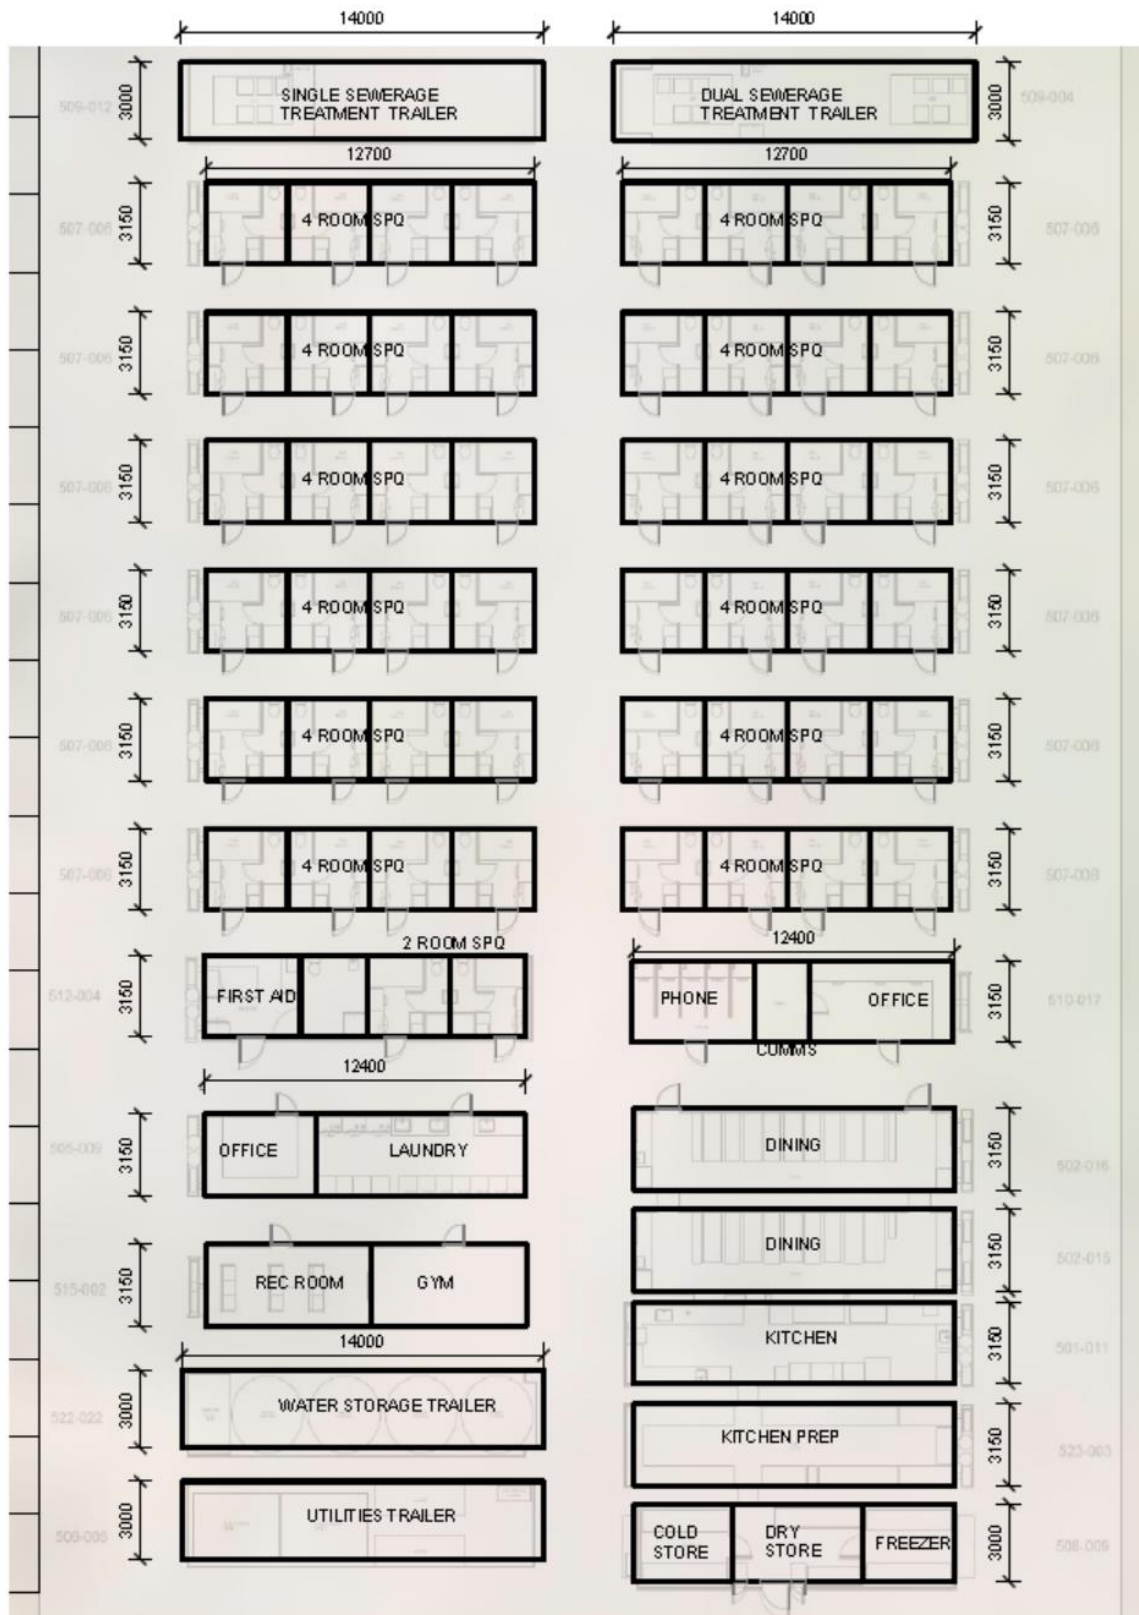 14000
14000
509-012
3000
SINGLE SEWERAGE
TREATMENT TRAILER
DUAL SEWERAGE
TREATMENT TRAILER
3000
509-004
12700
12700
507-006
3150
4 ROOM SPQ
4 ROOM SPQ
3150
507-006
507-006
3150
4 ROOM SPQ
4 ROOM SPQ
3150
507-006
507-006
3150
4 ROOM SPQ
4 ROOM SPQ
3150
507-006
507-006
3150
4 ROOM SPQ
4 ROOM SPQ
3150
507-006
507-006
3150
4 ROOM SPQ
4 ROOM SPQ
3150
507-006
507-006
3150
4 ROOM SPQ
4 ROOM SPQ
3150
507-006
2 ROOM SPQ
12400
512-004
3150
FIRST AID
PHONE
OFFICE
3150
510-017
COMMS
12400
505-009
3150
OFFICE
LAUNDRY
DINING
3150
502-016
515-002
3150
REC ROOM
GYM
DINING
3150
502-015
14000
KITCHEN
3150
501-011
522-022
3000
WATER STORAGE TRAILER
KITCHEN PREP
3150
523-003
3000
UTILITIES TRAILER
COLD
STORE
DRY
STORE
FREEZER
3000